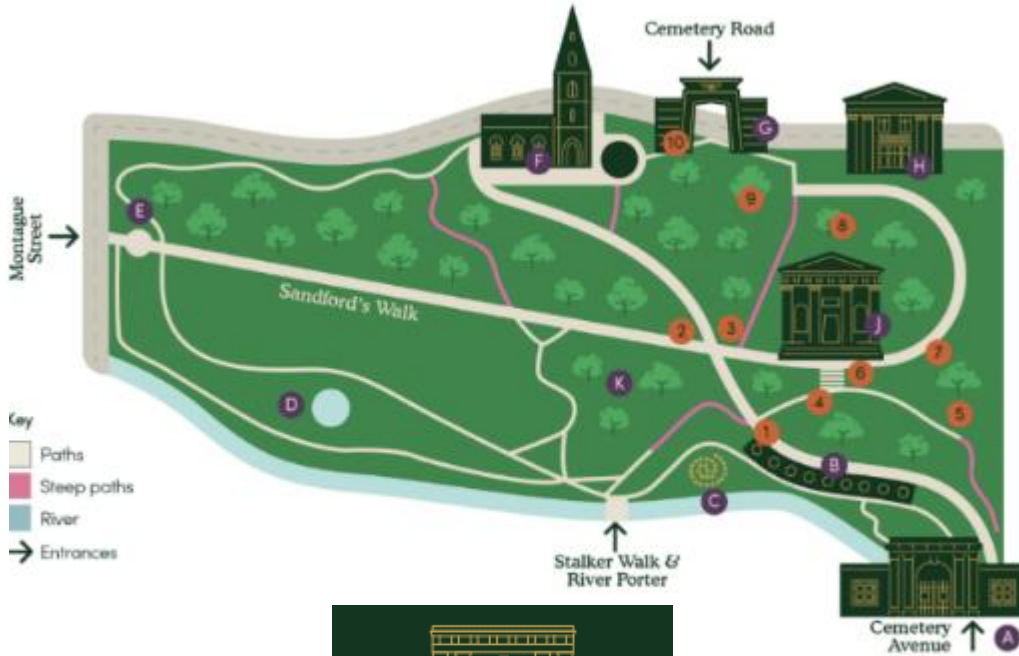 Cemetery Road
G
F
10
H
Montague
Street
E
9
8
Sandford's Walk
2
3
J
7
K
6
D
4
5
1
Key
B
Paths
C
Steep paths
River
Entrances
Stalker Walk &
River Porter
Cemetery
Avenue
A